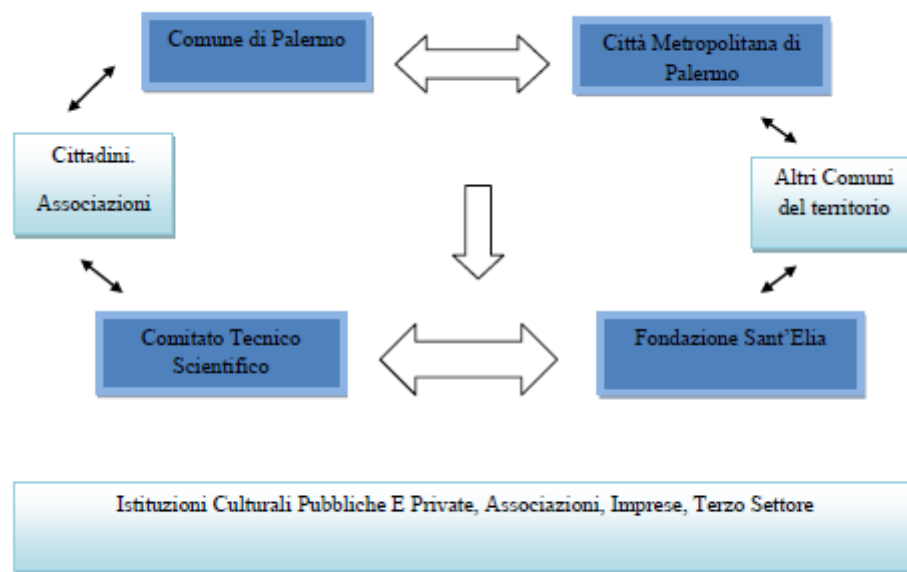 Comune di Palermo
Città Metropolitana di
Palermo
Cittadini.
Associazioni
Altri Comuni
del territorio
Comitato Tecnico
Scientifico
Fondazione Sant'Elia
Istituzioni Culturali Pubbliche E Private, Associazioni, Imprese, Terzo Settore